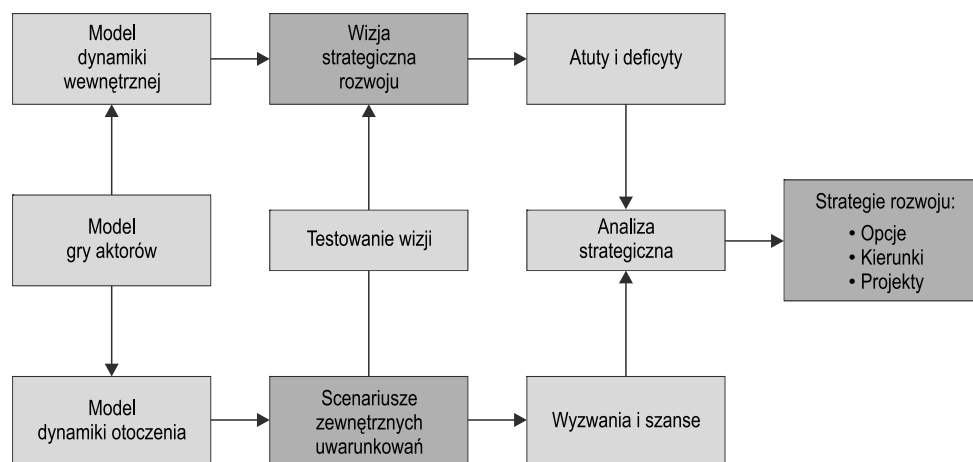 Model
dynamiki
wewnętrznej
Wizja
strategiczna
rozwoju
Atuty i deficyty
Model
gry aktorów
Testowanie wizji
Analiza
strategiczna
Strategie rozwoju:
• Opcje
• Kierunki
• Projekty
Model
dynamiki otoczenia
Scenariusze
zewnętrznych
uwarunkowań
Wyzwania i szanse